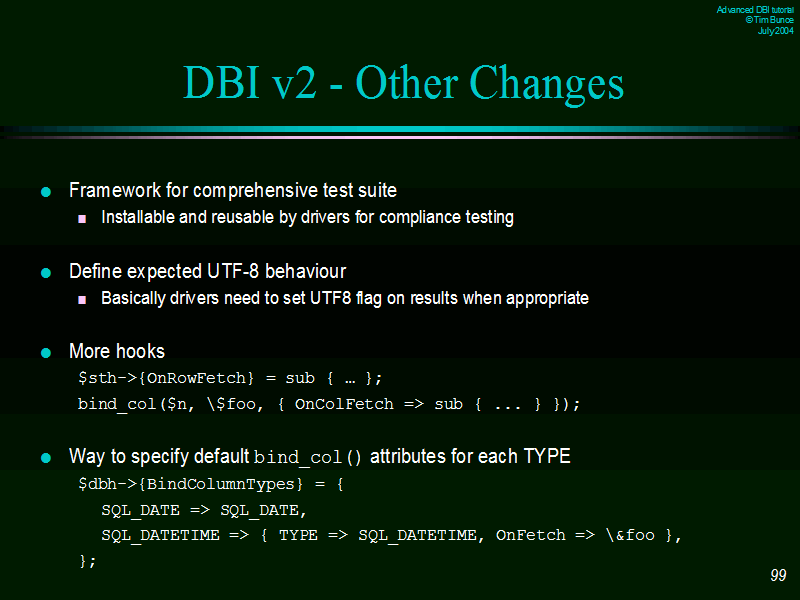 Advanced DBI tutorial
© Tim Bunce
July 2004
DBI v2 - Other Changes
Framework for comprehensive test suite
Installable and reusable by drivers for compliance testing
Define expected UTF-8 behaviour
Basically drivers need to set UTF8 flag on results when appropriate
More hooks
$sth->{OnRowFetch} = sub { … };
bind_col($n, \$foo, { OnColFetch => sub { ... } });
Way to specify default bind_col() attributes for each TYPE
$dbh->{BindColumnTypes} = {
SQL_DATE => SQL_DATE,
SQL_DATETIME => { TYPE => SQL_DATETIME, OnFetch => \&foo },
};
99